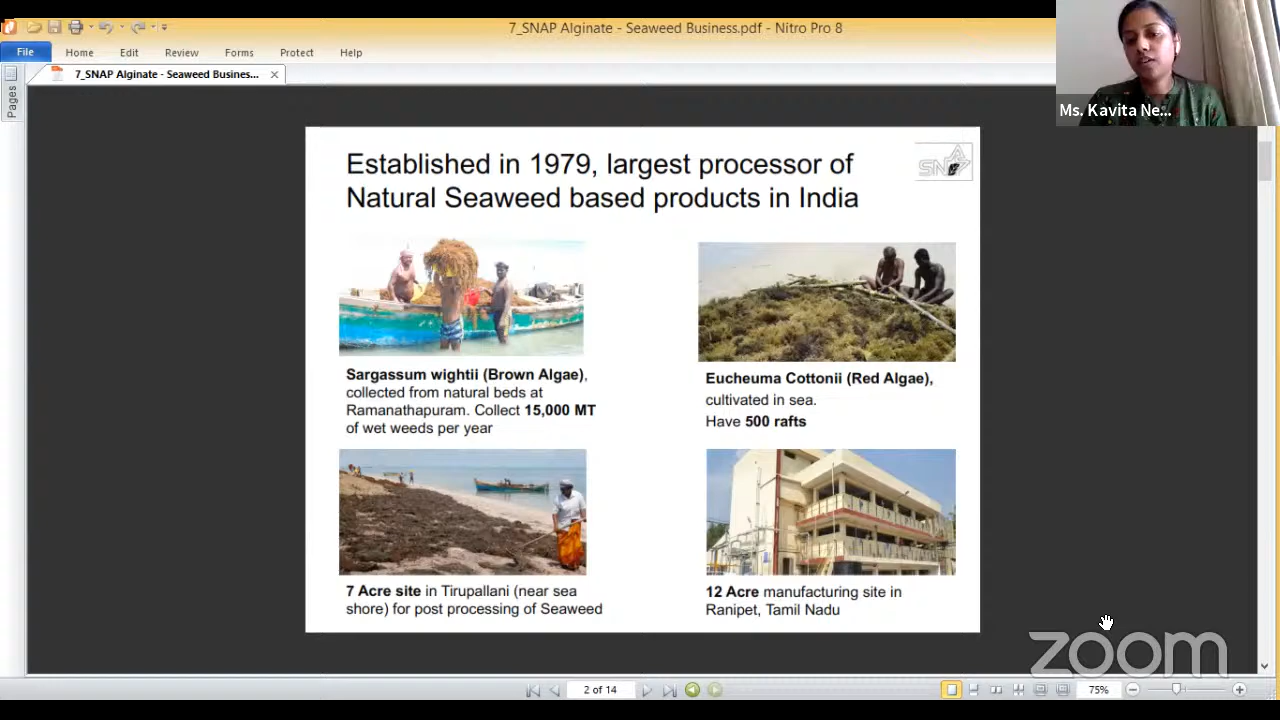 7_SNAP Alginate - Seaweed Business.pdf - Nitro Pro 8
File Home Edit Review Forms Protect Help
7_SNAP Alginate - Seaweed Busines...
Pages
Ms. Kavita Ne...
Established in 1979, largest processor of
Natural Seaweed based products in India
SNAP
Sargassum wightii (Brown Algae),
collected from natural beds at
Ramanathapuram. Collect 15,000 MT
of wet weeds per year
Eucheuma Cottonii (Red Algae),
cultivated in sea.
Have 500 rafts
7 Acre site in Tirupallani (near sea
shore) for post processing of Seaweed
12 Acre manufacturing site in
Ranipet, Tamil Nadu
zoom
2 of 14
75%